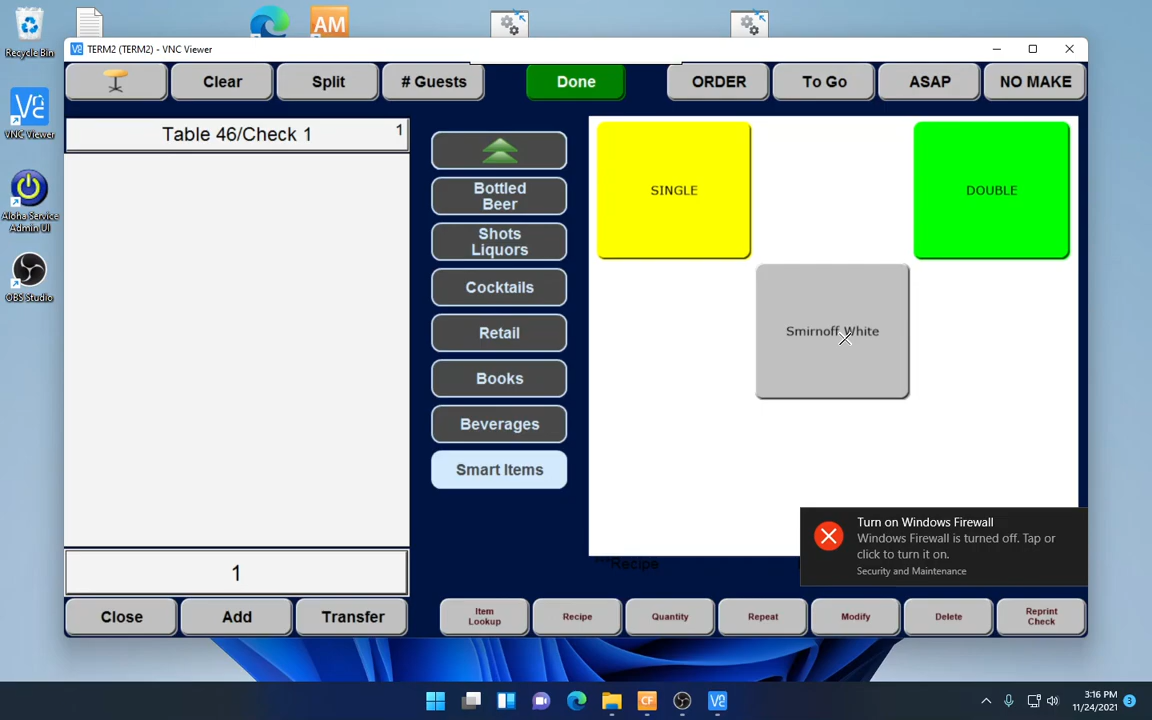 Recycle Bin
AM
TERM2 (TERM2) - VNC Viewer
Clear
Split
# Guests
Done
ORDER
To Go
ASAP
NO MAKE
VNC Viewer
Table 46/Check 1
1
Bottled
Beer
Shots
Liquors
Cocktails
Retail
Books
Beverages
Smart Items
SINGLE
DOUBLE
Smirnoff White
Aloha Service
Admin UI
OBS Studio
***Recipe
Turn on Windows Firewall
Windows Firewall is turned off. Tap or
click to turn it on.
Security and Maintenance
1
Close
Add
Transfer
Item
Lookup
Recipe
Quantity
Repeat
Modify
Delete
Reprint
Check
CF
3:16 PM
11/24/2021
3